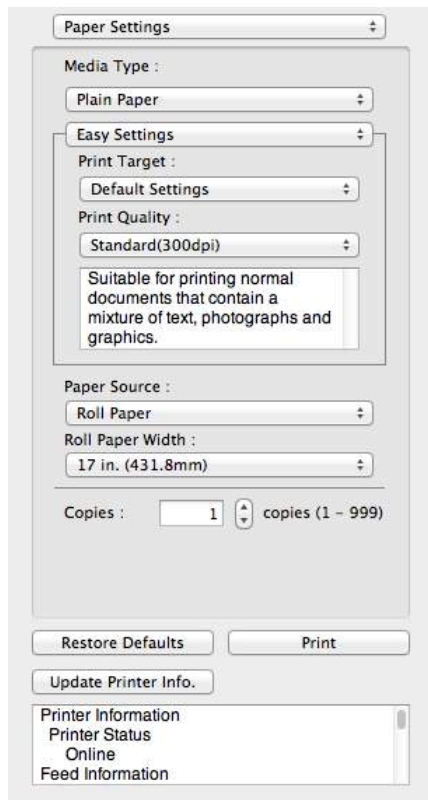 Paper Settings
Media Type :
Plain Paper
Easy Settings
Print Target :
Default Settings
Print Quality :
Standard(300dpi)
Suitable for printing normal
documents that contain a
mixture of text, photographs and
graphics.
Paper Source :
Roll Paper
Roll Paper Width :
17 in. (431.8mm)
Copies : 1 copies (1 – 999)
Restore Defaults Print
Update Printer Info.
Printer Information
Printer Status
Online
Feed Information